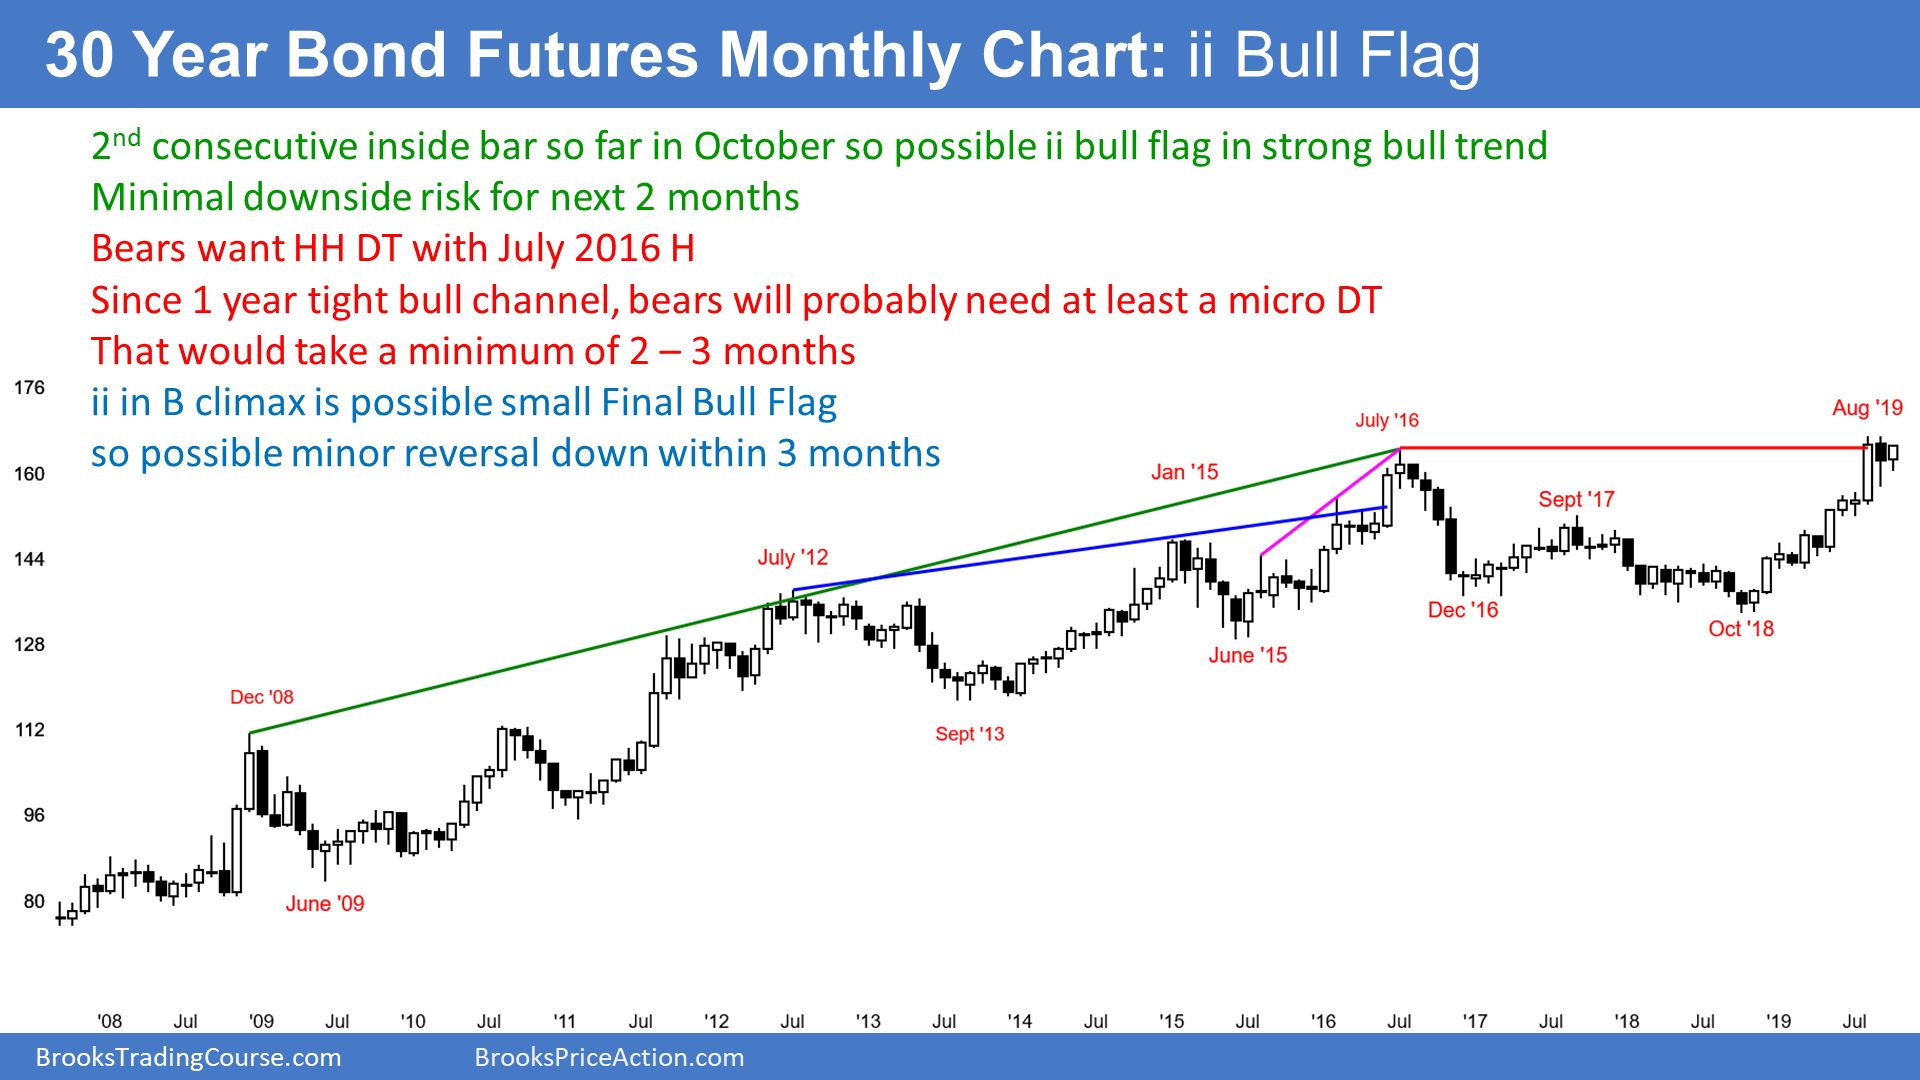 30 Year Bond Futures Monthly Chart: ii Bull Flag
2nd consecutive inside bar so far in October so possible ii bull flag in strong bull trend
Minimal downside risk for next 2 months
Bears want HH DT with July 2016 H
Since 1 year tight bull channel, bears will probably need at least a micro DT
That would take a minimum of 2 – 3 months
ii in B climax is possible small Final Bull Flag
so possible minor reversal down within 3 months
176
160
144
128
112
96
80
Dec '08
June '09
July '12
Sept '13
Jan '15
June '15
July '16
Dec '16
Sept '17
Oct '18
Aug '19
'08 Jul '09 Jul '10 Jul '11 Jul '12 Jul '13 Jul '14 Jul '15 Jul '16 Jul '17 Jul '18 Jul '19 Jul
BrooksTradingCourse.com BrooksPriceAction.com